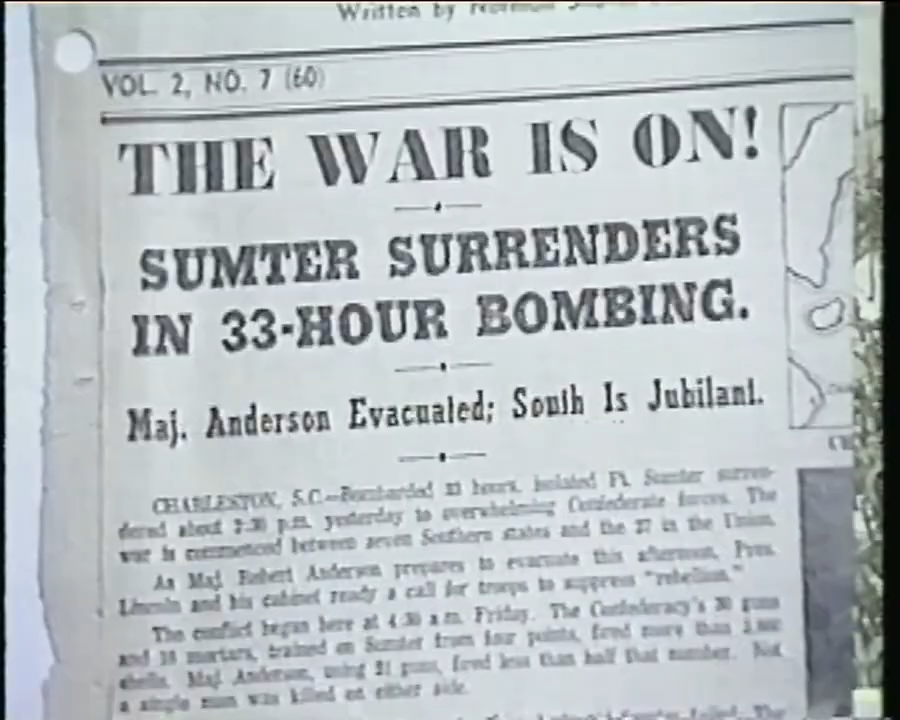 Written by Norman
VOL. 2, NO. 7 (60)
THE WAR IS ON!
SUMTER SURRENDERS
IN 33-HOUR BOMBING.
Maj. Anderson Evacuated; South Is Jubilant.
CHARLESTON, S.C.—Bombarded 33 hours, isolated Ft. Sumter surren-
dered about 2:30 p.m. yesterday to overwhelming Confederate forces. The
war is commenced between seven Southern states and the 27 in the Union.
As Maj. Robert Anderson prepares to evacuate this afternoon, Pres.
Lincoln and his cabinet ready a call for troops to suppress "rebellion."
The conflict began here at 4:30 a.m. Friday. The Confederacy's 30 guns
and 18 mortars, trained on Sumter from four points, fired more than
shells. Maj. Anderson, using 21 guns, fired less than half that number. Not
a single man was killed on either side.